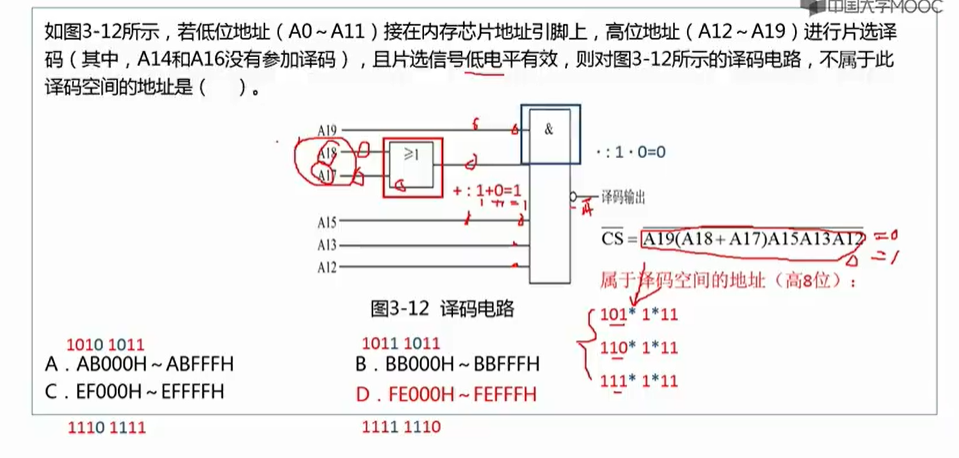 中国大学MOOC
如图3-12所示，若低位地址（A0～A11）接在内存芯片地址引脚上，高位地址（A12～A19）进行片选译
码（其中，A14和A16没有参加译码），且片选信号低电平有效，则对图3-12所示的译码电路，不属于此
译码空间的地址是（ ）。
A19
&
A18
≥1
·：1·0=0
A17
+：1+0=1
1+1=1
译码输出
A15
A13
CS = A19(A18+A17)A15A13A12 =0
=1
A12
属于译码空间的地址（高8位）：
图3-12 译码电路
101* 1*11
110* 1*11
111* 1*11
1010 1011
1011 1011
A．AB000H～ABFFFH
B．BB000H～BBFFFH
C．EF000H～EFFFFH
D．FE000H～FEFFFH
1110 1111
1111 1110